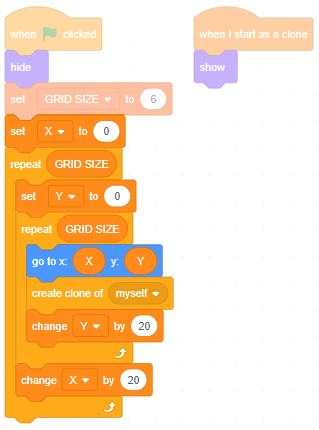 when clicked
hide
set GRID SIZE to 6
set X to 0
repeat GRID SIZE
set Y to 0
repeat GRID SIZE
go to x: X y: Y
create clone of myself
change Y by 20
change X by 20
when I start as a clone
show